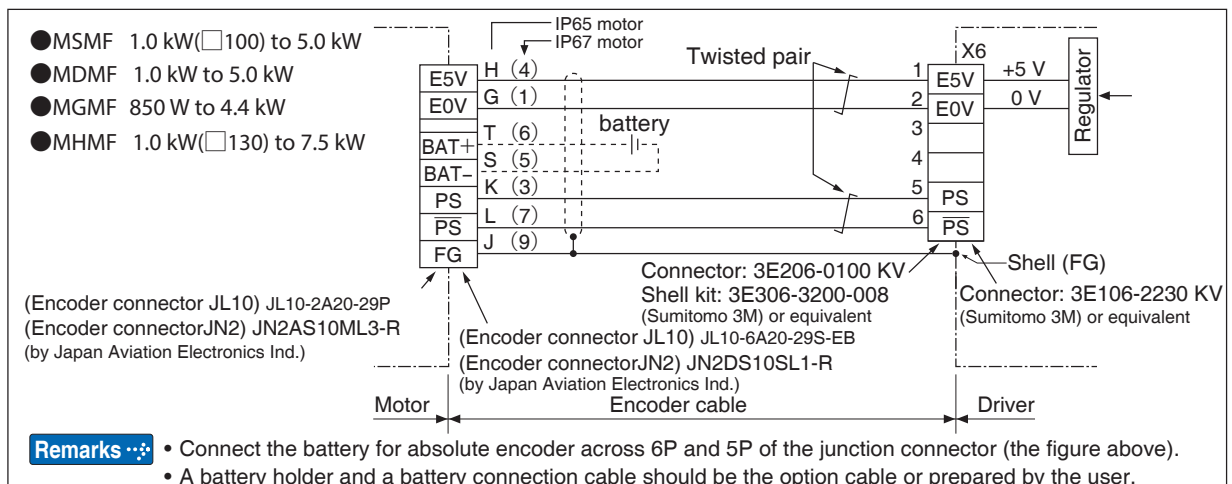 ●MSMF 1.0 kW(□100) to 5.0 kW
●MDMF 1.0 kW to 5.0 kW
●MGMF 850 W to 4.4 kW
●MHMF 1.0 kW(□130) to 7.5 kW
IP65 motor
IP67 motor
Twisted pair
X6
E5V H (4) 1 E5V +5 V
E0V G (1) 2 E0V 0 V
Regulator
T (6) battery 3
BAT+
S (5) 4
BAT–
K (3) 5
PS PS
L (7) 6
PS PS
J (9)
FG
Shell (FG)
Connector: 3E206-0100 KV
Shell kit: 3E306-3200-008
(Sumitomo 3M) or equivalent
Connector: 3E106-2230 KV
(Sumitomo 3M) or equivalent
(Encoder connector JL10) JL10-2A20-29P
(Encoder connectorJN2) JN2AS10ML3-R
(by Japan Aviation Electronics Ind.)
(Encoder connector JL10) JL10-6A20-29S-EB
(Encoder connectorJN2) JN2DS10SL1-R
(by Japan Aviation Electronics Ind.)
Motor Encoder cable Driver
Remarks • Connect the battery for absolute encoder across 6P and 5P of the junction connector (the figure above).
• A battery holder and a battery connection cable should be the option cable or prepared by the user.